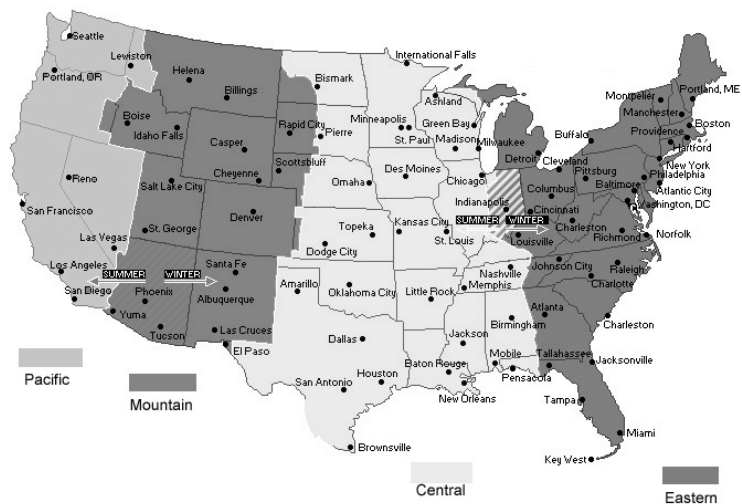 Seattle
Portland, OR
Lewiston
Helena
Billings
Boise
Idaho Falls
Casper
Rapid City
Scottsbluff
Cheyenne
Reno
Salt Lake City
Denver
San Francisco
St. George
Las Vegas
Los Angeles
San Diego
SUMMER
WINTER
Santa Fe
Phoenix
Albuquerque
Yuma
Tucson
Las Cruces
El Paso
Bismark
International Falls
Pierre
Minneapolis
St. Paul
Ashland
Green Bay
Madison
Milwaukee
Omaha
Des Moines
Chicago
Topeka
Kansas City
St. Louis
Dodge City
Amarillo
Oklahoma City
Little Rock
Nashville
Memphis
Birmingham
Dallas
Jackson
Baton Rouge
Mobile
Pensacola
San Antonio
Houston
New Orleans
Brownsville
Montpelier
Portland, ME
Manchester
Boston
Buffalo
Providence
Hartford
Detroit
Cleveland
New York
Pittsburg
Philadelphia
Columbus
Baltimore
Atlantic City
Washington, DC
Indianapolis
Cincinati
SUMMER
WINTER
Charleston
Richmond
Norfolk
Louisville
Johnson City
Raleigh
Charlotte
Atlanta
Charleston
Tallahassee
Jacksonville
Tampa
Miami
Key West
Pacific
Mountain
Central
Eastern